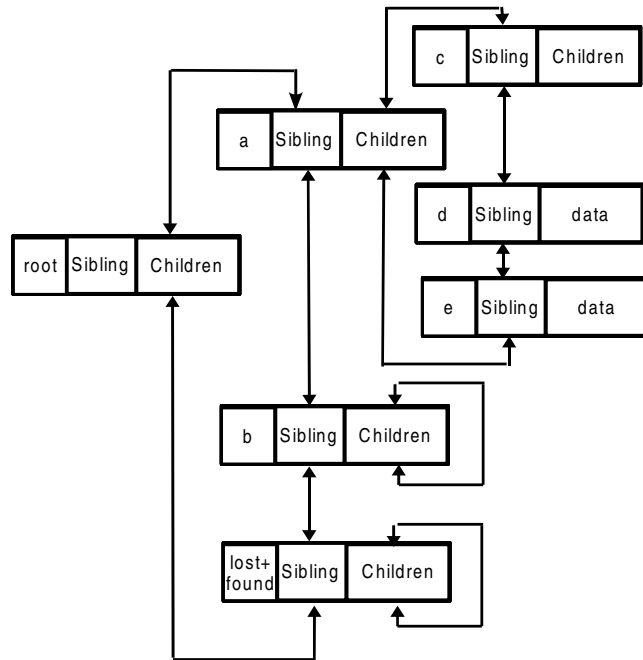 c Sibling Children
a Sibling Children
d Sibling data
root Sibling Children
e Sibling data
b Sibling Children
lost+
found Sibling Children